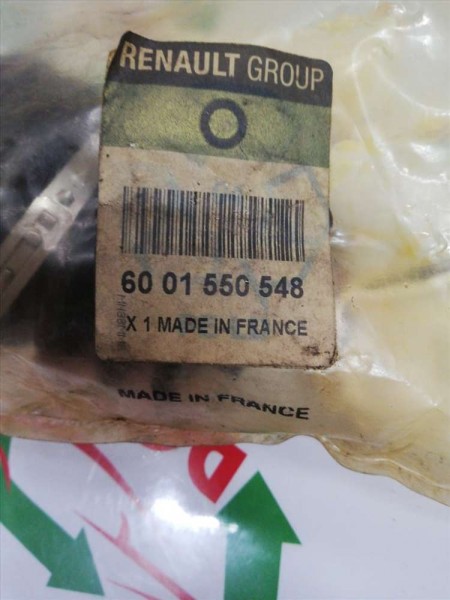 RENAULT GROUP
60 01 550 548
X 1 MADE IN FRANCE
MADE IN FRANCE